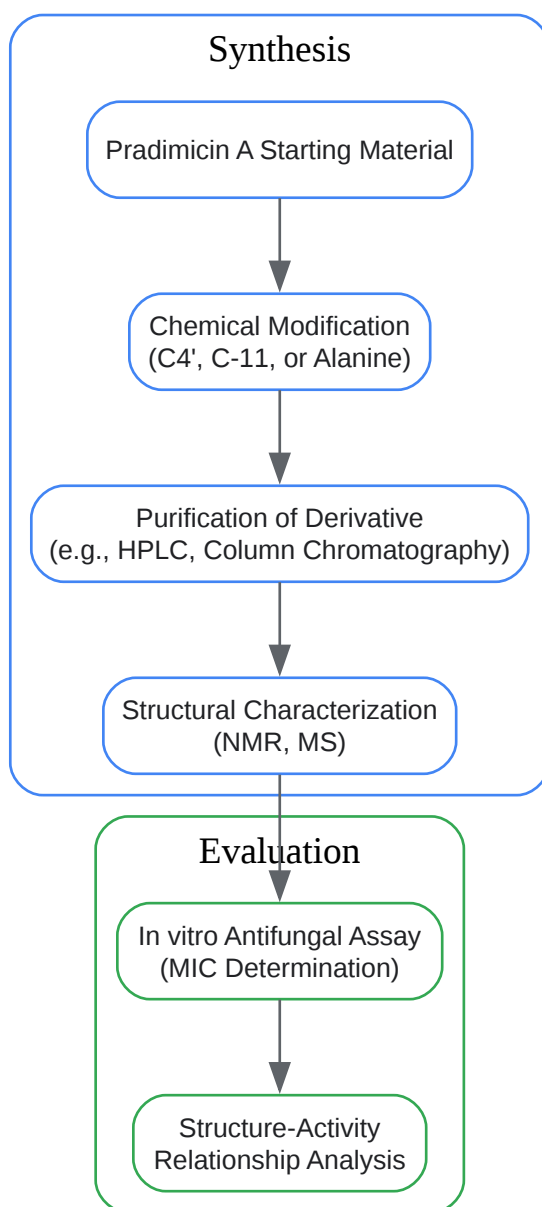 Synthesis
Pradimicin A Starting Material
Chemical Modification
(C4', C-11, or Alanine)
Purification of Derivative
(e.g., HPLC, Column Chromatography)
Structural Characterization
(NMR, MS)
Evaluation
In vitro Antifungal Assay
(MIC Determination)
Structure-Activity
Relationship Analysis